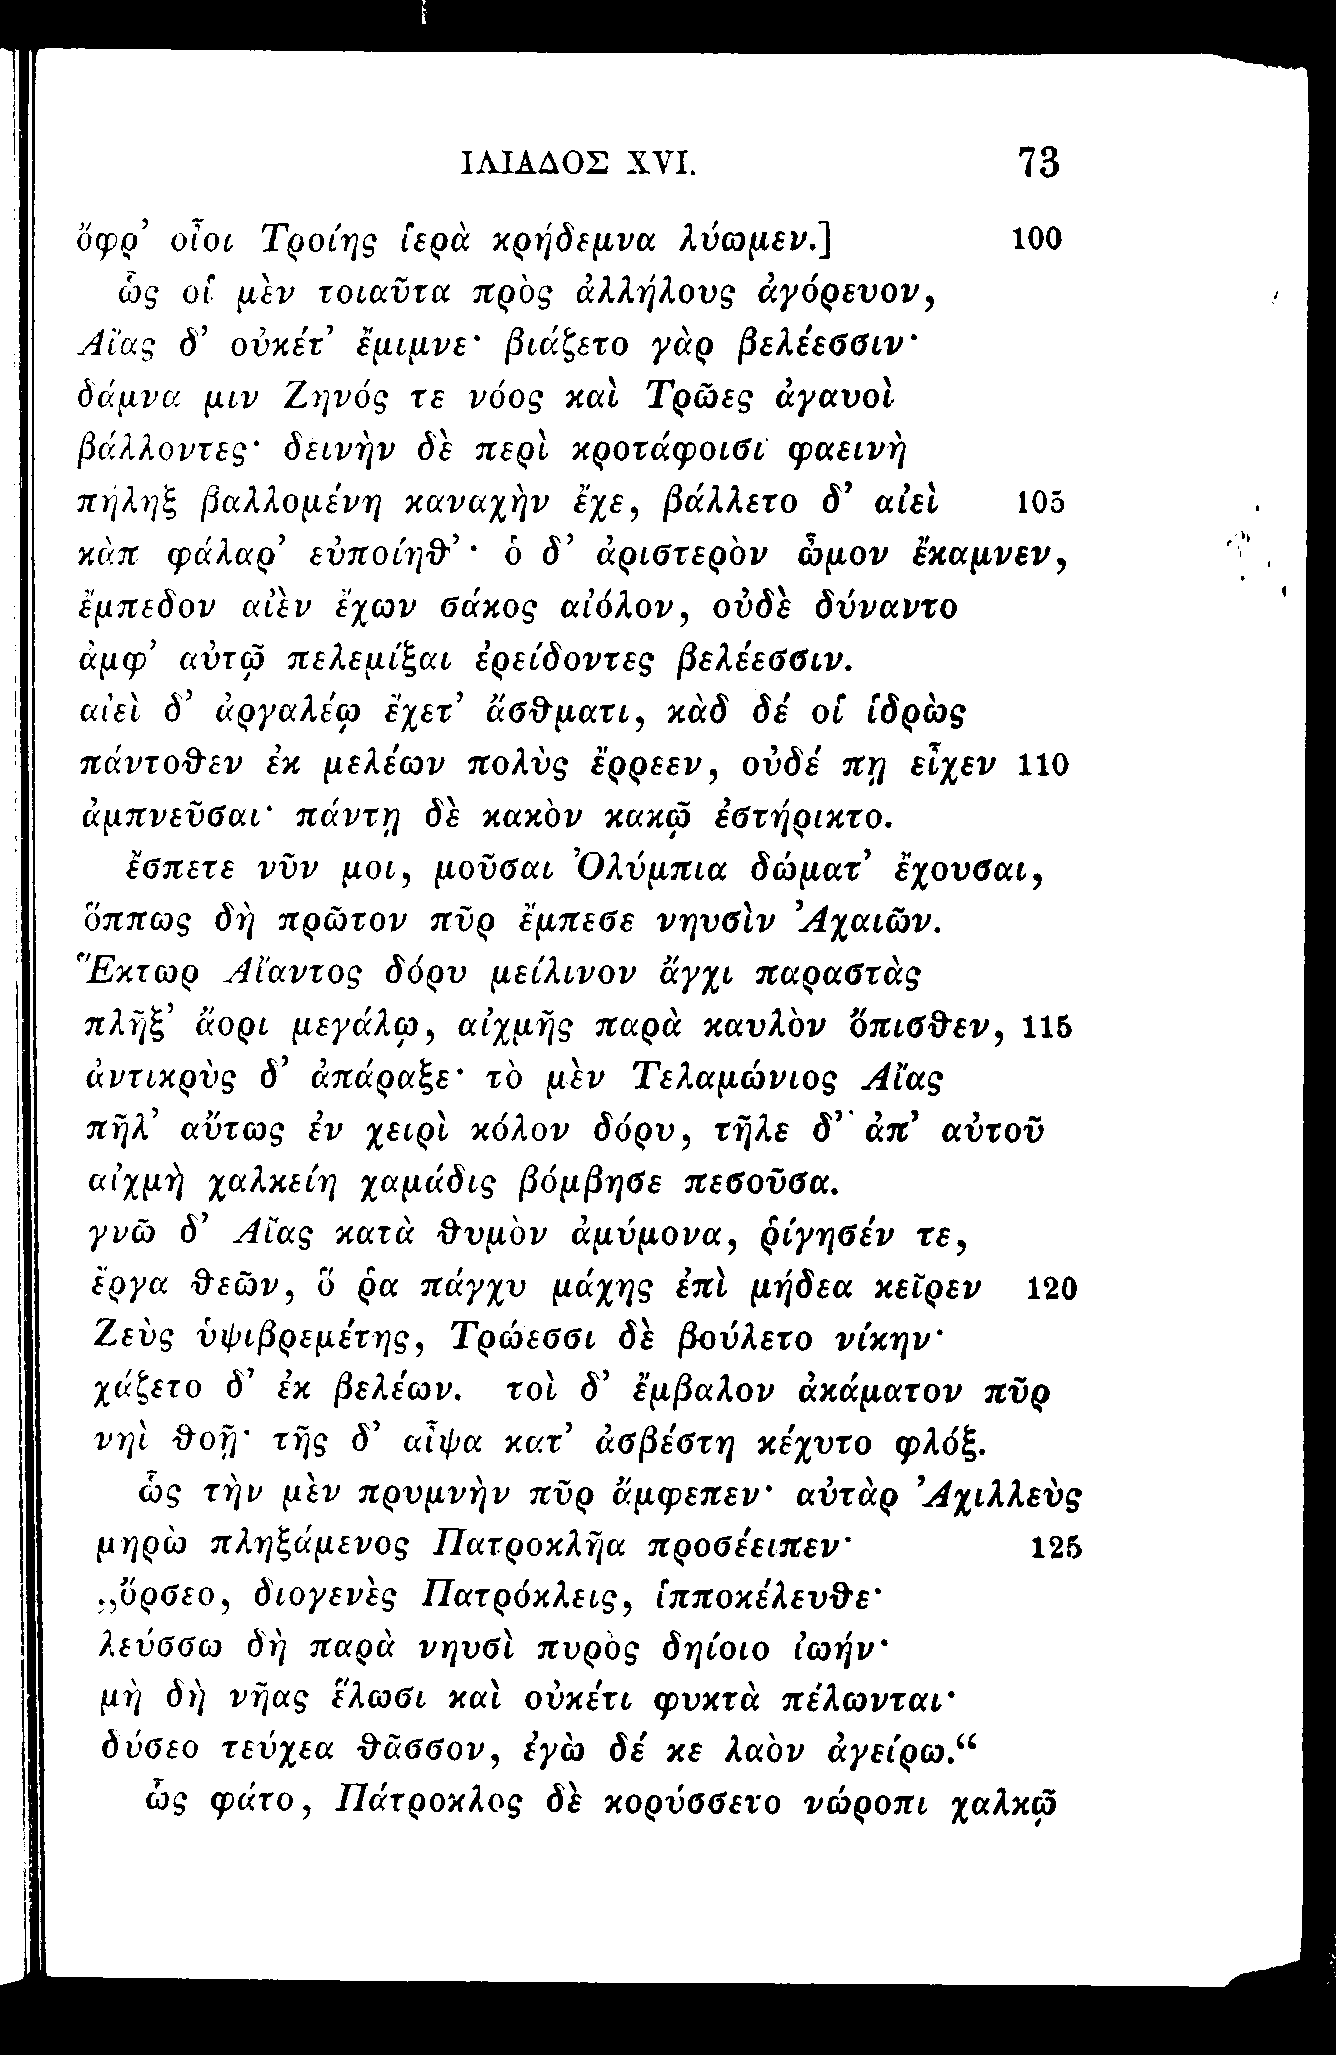 ΙΛΙΑΔΟΣ XVI. 73
ὄφρ’ οἶοι Τροίης ἱερὰ κρήδεμνα λύωμεν.] 100
ὣς οἱ μὲν τοιαῦτα πρὸς ἀλλήλους ἀγόρευον,
Αἴας δ’ οὐκέτ’ ἔμιμνε· βιάζετο γὰρ βελέεσσιν·
δάμνα μιν Ζηνός τε νόος καὶ Τρῶες ἀγαυοὶ
βάλλοντες· δεινὴν δὲ περὶ κροτάφοισι φαεινὴ
πήληξ βαλλομένη καναχὴν ἔχε, βάλλετο δ’ αἰεὶ 105
κὰπ φάλαρ’ εὐποίηθ’· ὁ δ’ ἀριστερὸν ὦμον ἔκαμνεν,
ἔμπεδον αἰὲν ἔχων σάκος αἰόλον, οὐδὲ δύναντο
ἀμφ’ αὐτῷ πελεμίξαι ἐρείδοντες βελέεσσιν.
αἰεὶ δ’ ἀργαλέῳ ἔχετ’ ἄσθματι, κὰδ δέ οἱ ἱδρὼς
πάντοθεν ἐκ μελέων πολὺς ἔρρεεν, οὐδέ πῃ εἶχεν 110
ἀμπνεῦσαι· πάντῃ δὲ κακὸν κακῷ ἐστήρικτο.
ἔσπετε νῦν μοι, μοῦσαι Ὀλύμπια δώματ’ ἔχουσαι,
ὅππως δὴ πρῶτον πῦρ ἔμπεσε νηυσὶν Ἀχαιῶν.
Ἕκτωρ Αἴαντος δόρυ μείλινον ἄγχι παραστὰς
πλῆξ’ ἄορι μεγάλῳ, αἰχμῆς παρὰ καυλὸν ὄπισθεν, 115
ἀντικρὺς δ’ ἀπάραξε· τὸ μὲν Τελαμώνιος Αἴας
πῆλ’ αὔτως ἐν χειρὶ κόλον δόρυ, τῆλε δ’ ἀπ’ αὐτοῦ
αἰχμὴ χαλκείη χαμάδις βόμβησε πεσοῦσα.
γνῶ δ’ Αἴας κατὰ θυμὸν ἀμύμονα, ῥίγησέν τε,
ἔργα θεῶν, ὅ ῥα πάγχυ μάχης ἐπὶ μήδεα κεῖρεν 120
Ζεὺς ὑψιβρεμέτης, Τρώεσσι δὲ βούλετο νίκην·
χάζετο δ’ ἐκ βελέων. τοὶ δ’ ἔμβαλον ἀκάματον πῦρ
νηὶ θοῇ· τῆς δ’ αἶψα κατ’ ἀσβέστη κέχυτο φλόξ.
ὣς τὴν μὲν πρυμνὴν πῦρ ἄμφεπεν· αὐτὰρ Ἀχιλλεὺς
μηρὼ πληξάμενος Πατροκλῆα προσέειπεν· 125
„ὄρσεο, διογενὲς Πατρόκλεις, ἱπποκέλευθε·
λεύσσω δὴ παρὰ νηυσὶ πυρὸς δηίοιο ἰωήν·
μὴ δὴ νῆας ἕλωσι καὶ οὐκέτι φυκτὰ πέλωνται·
δύσεο τεύχεα θᾶσσον, ἐγὼ δέ κε λαὸν ἀγείρω.“
ὣς φάτο, Πάτροκλος δὲ κορύσσετο νώροπι χαλκῷ